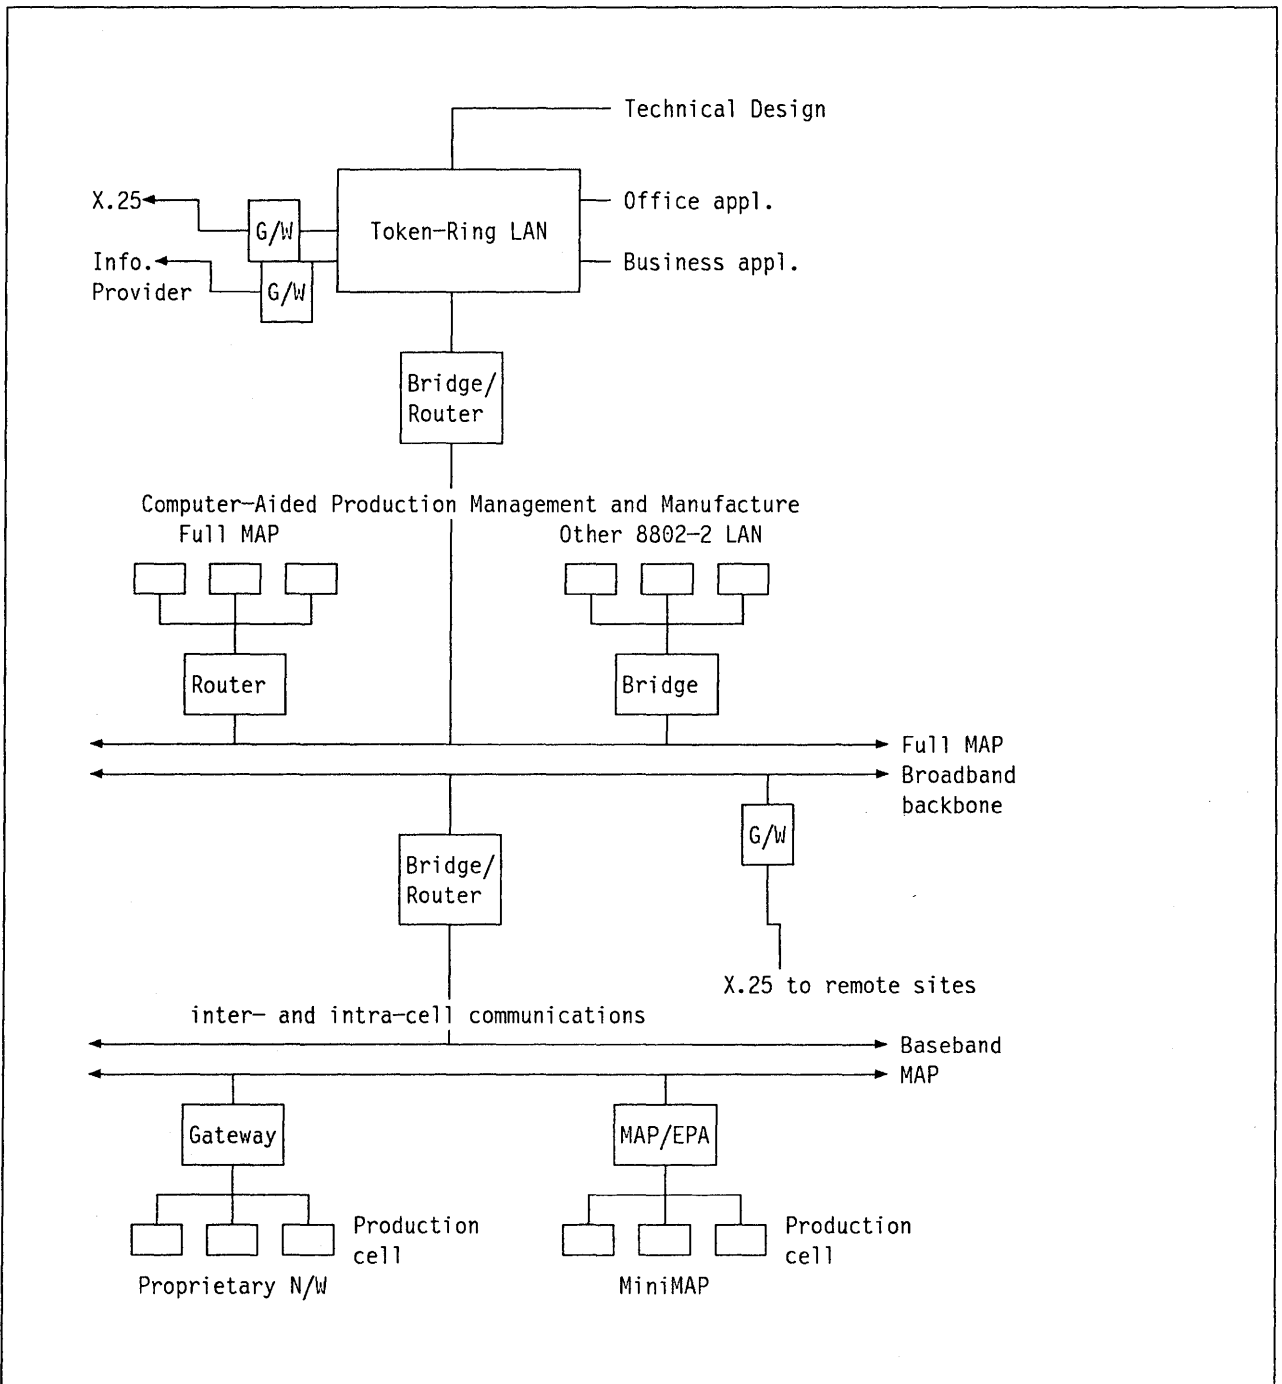 Technical Design
X.25
G/W
Token-Ring LAN
Office appl.
Info.
Provider
G/W
Business appl.
Bridge/
Router
Computer-Aided Production Management and Manufacture
Full MAP
Other 8802-2 LAN
Router
Bridge
Full MAP
Broadband
backbone
G/W
Bridge/
Router
X.25 to remote sites
inter- and intra-cell communications
Baseband
MAP
Gateway
MAP/EPA
Production
cell
Production
cell
Proprietary N/W
MiniMAP